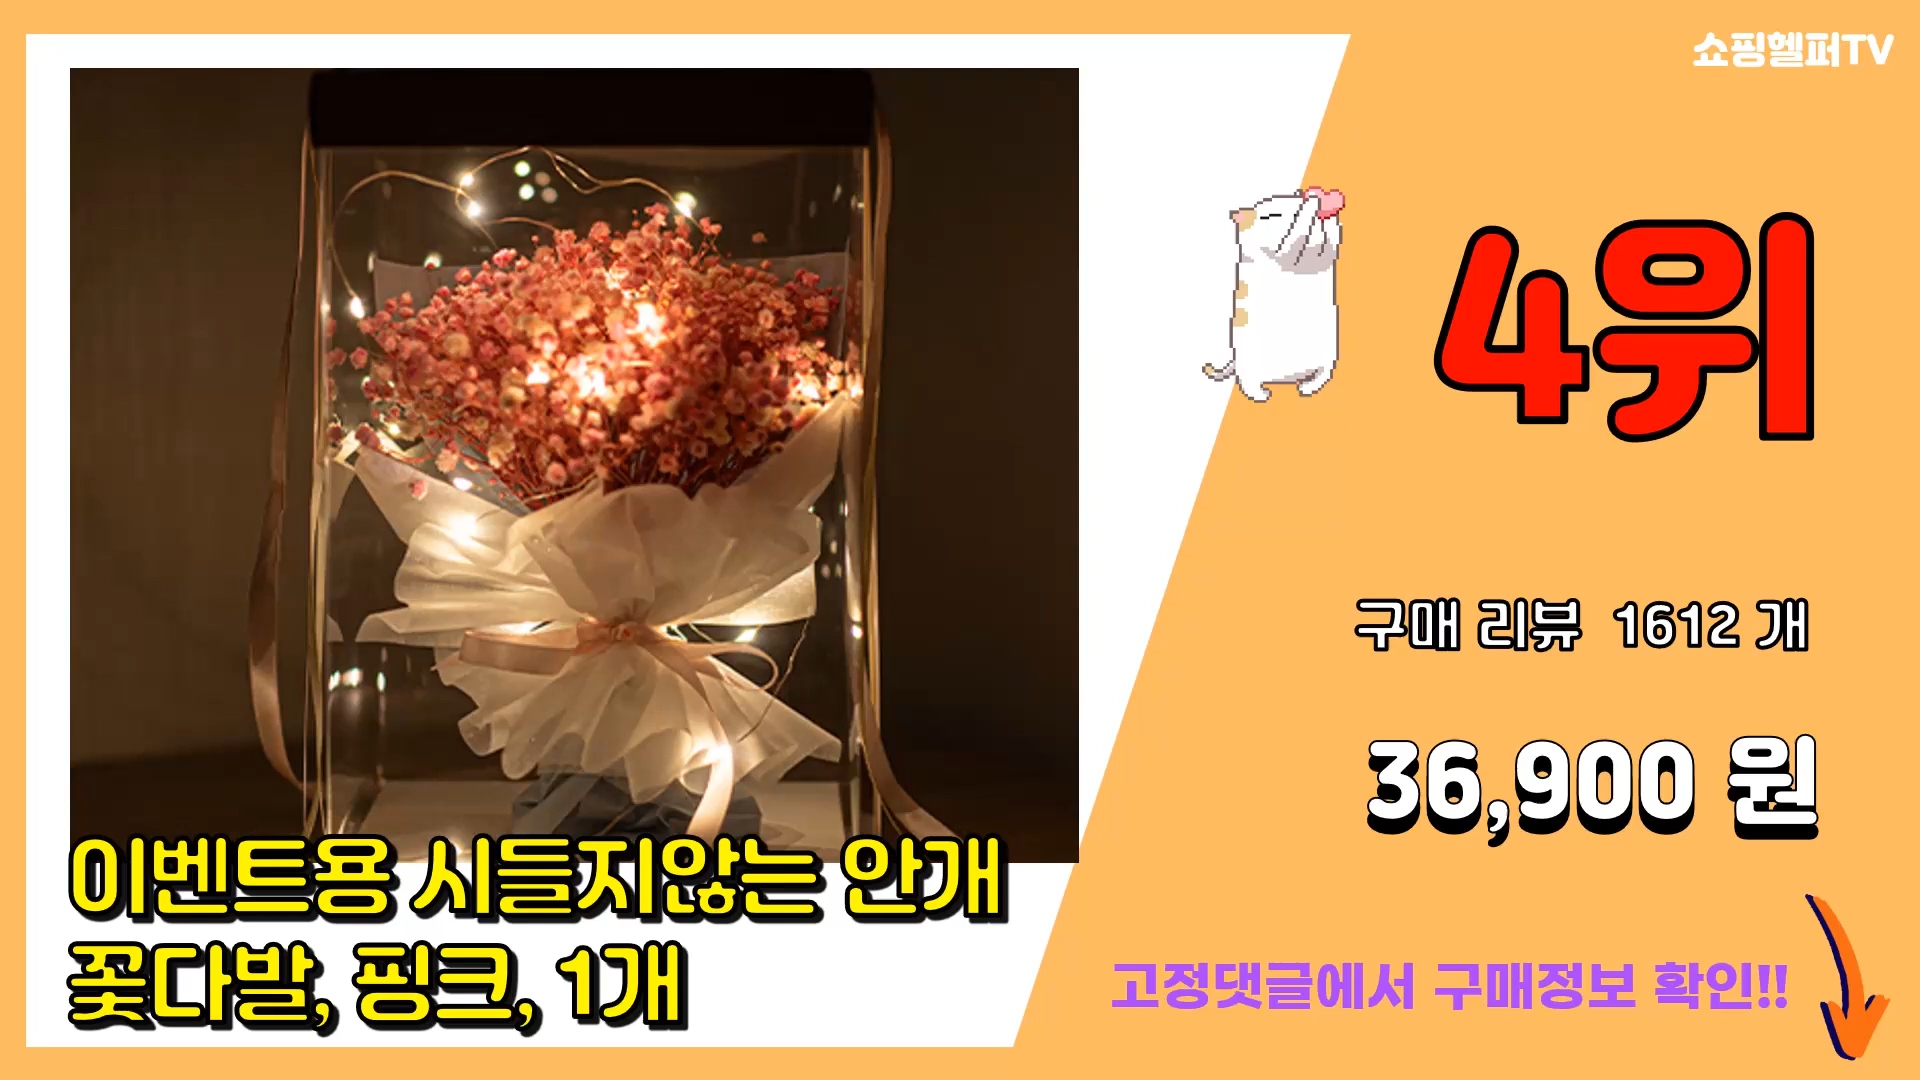 쇼핑헬퍼TV
4위
구매 리뷰 1612 개
36,900 원
이벤트용 시들지않는 안개
꽃다발, 핑크, 1개
고정댓글에서 구매정보 확인!!